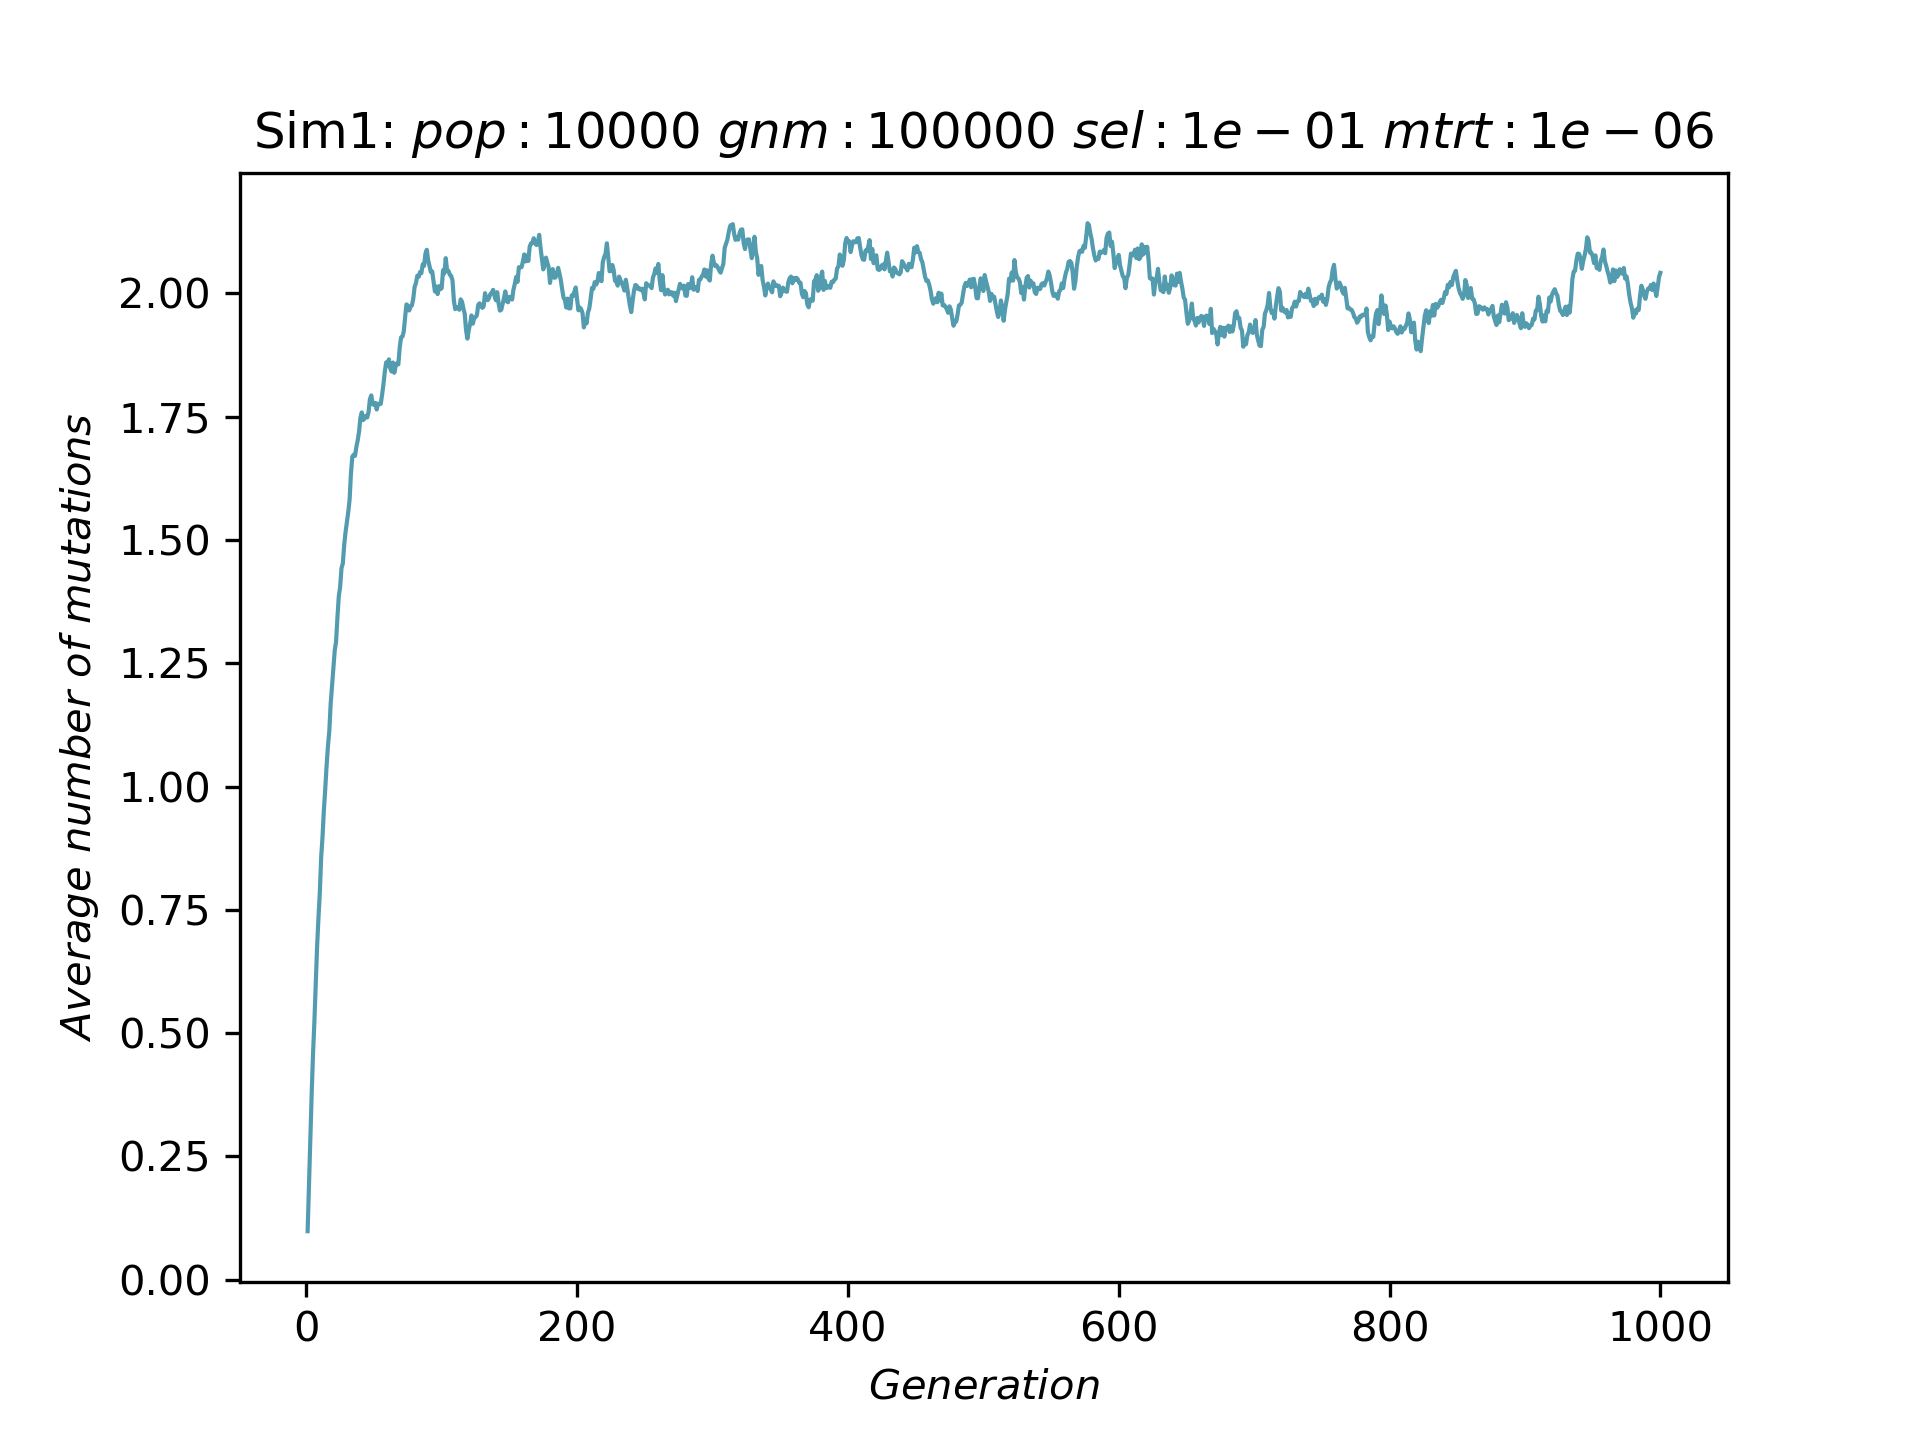 Sim1: pop : 10000 gnm : 100000 sel : 1e − 01 mtrt : 1e − 06
Average number of mutations
2.00
1.75
1.50
1.25
1.00
0.75
0.50
0.25
0.00
0 200 400 600 800 1000
Generation